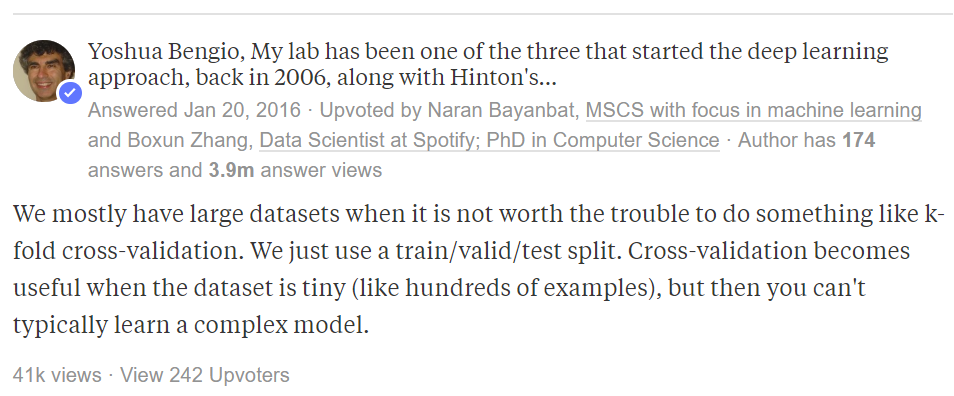 Yoshua Bengio, My lab has been one of the three that started the deep learning
approach, back in 2006, along with Hinton's...
Answered Jan 20, 2016 · Upvoted by Naran Bayanbat, MSCS with focus in machine learning
and Boxun Zhang, Data Scientist at Spotify; PhD in Computer Science · Author has 174
answers and 3.9m answer views
We mostly have large datasets when it is not worth the trouble to do something like k-
fold cross-validation. We just use a train/valid/test split. Cross-validation becomes
useful when the dataset is tiny (like hundreds of examples), but then you can't
typically learn a complex model.
41k views · View 242 Upvoters